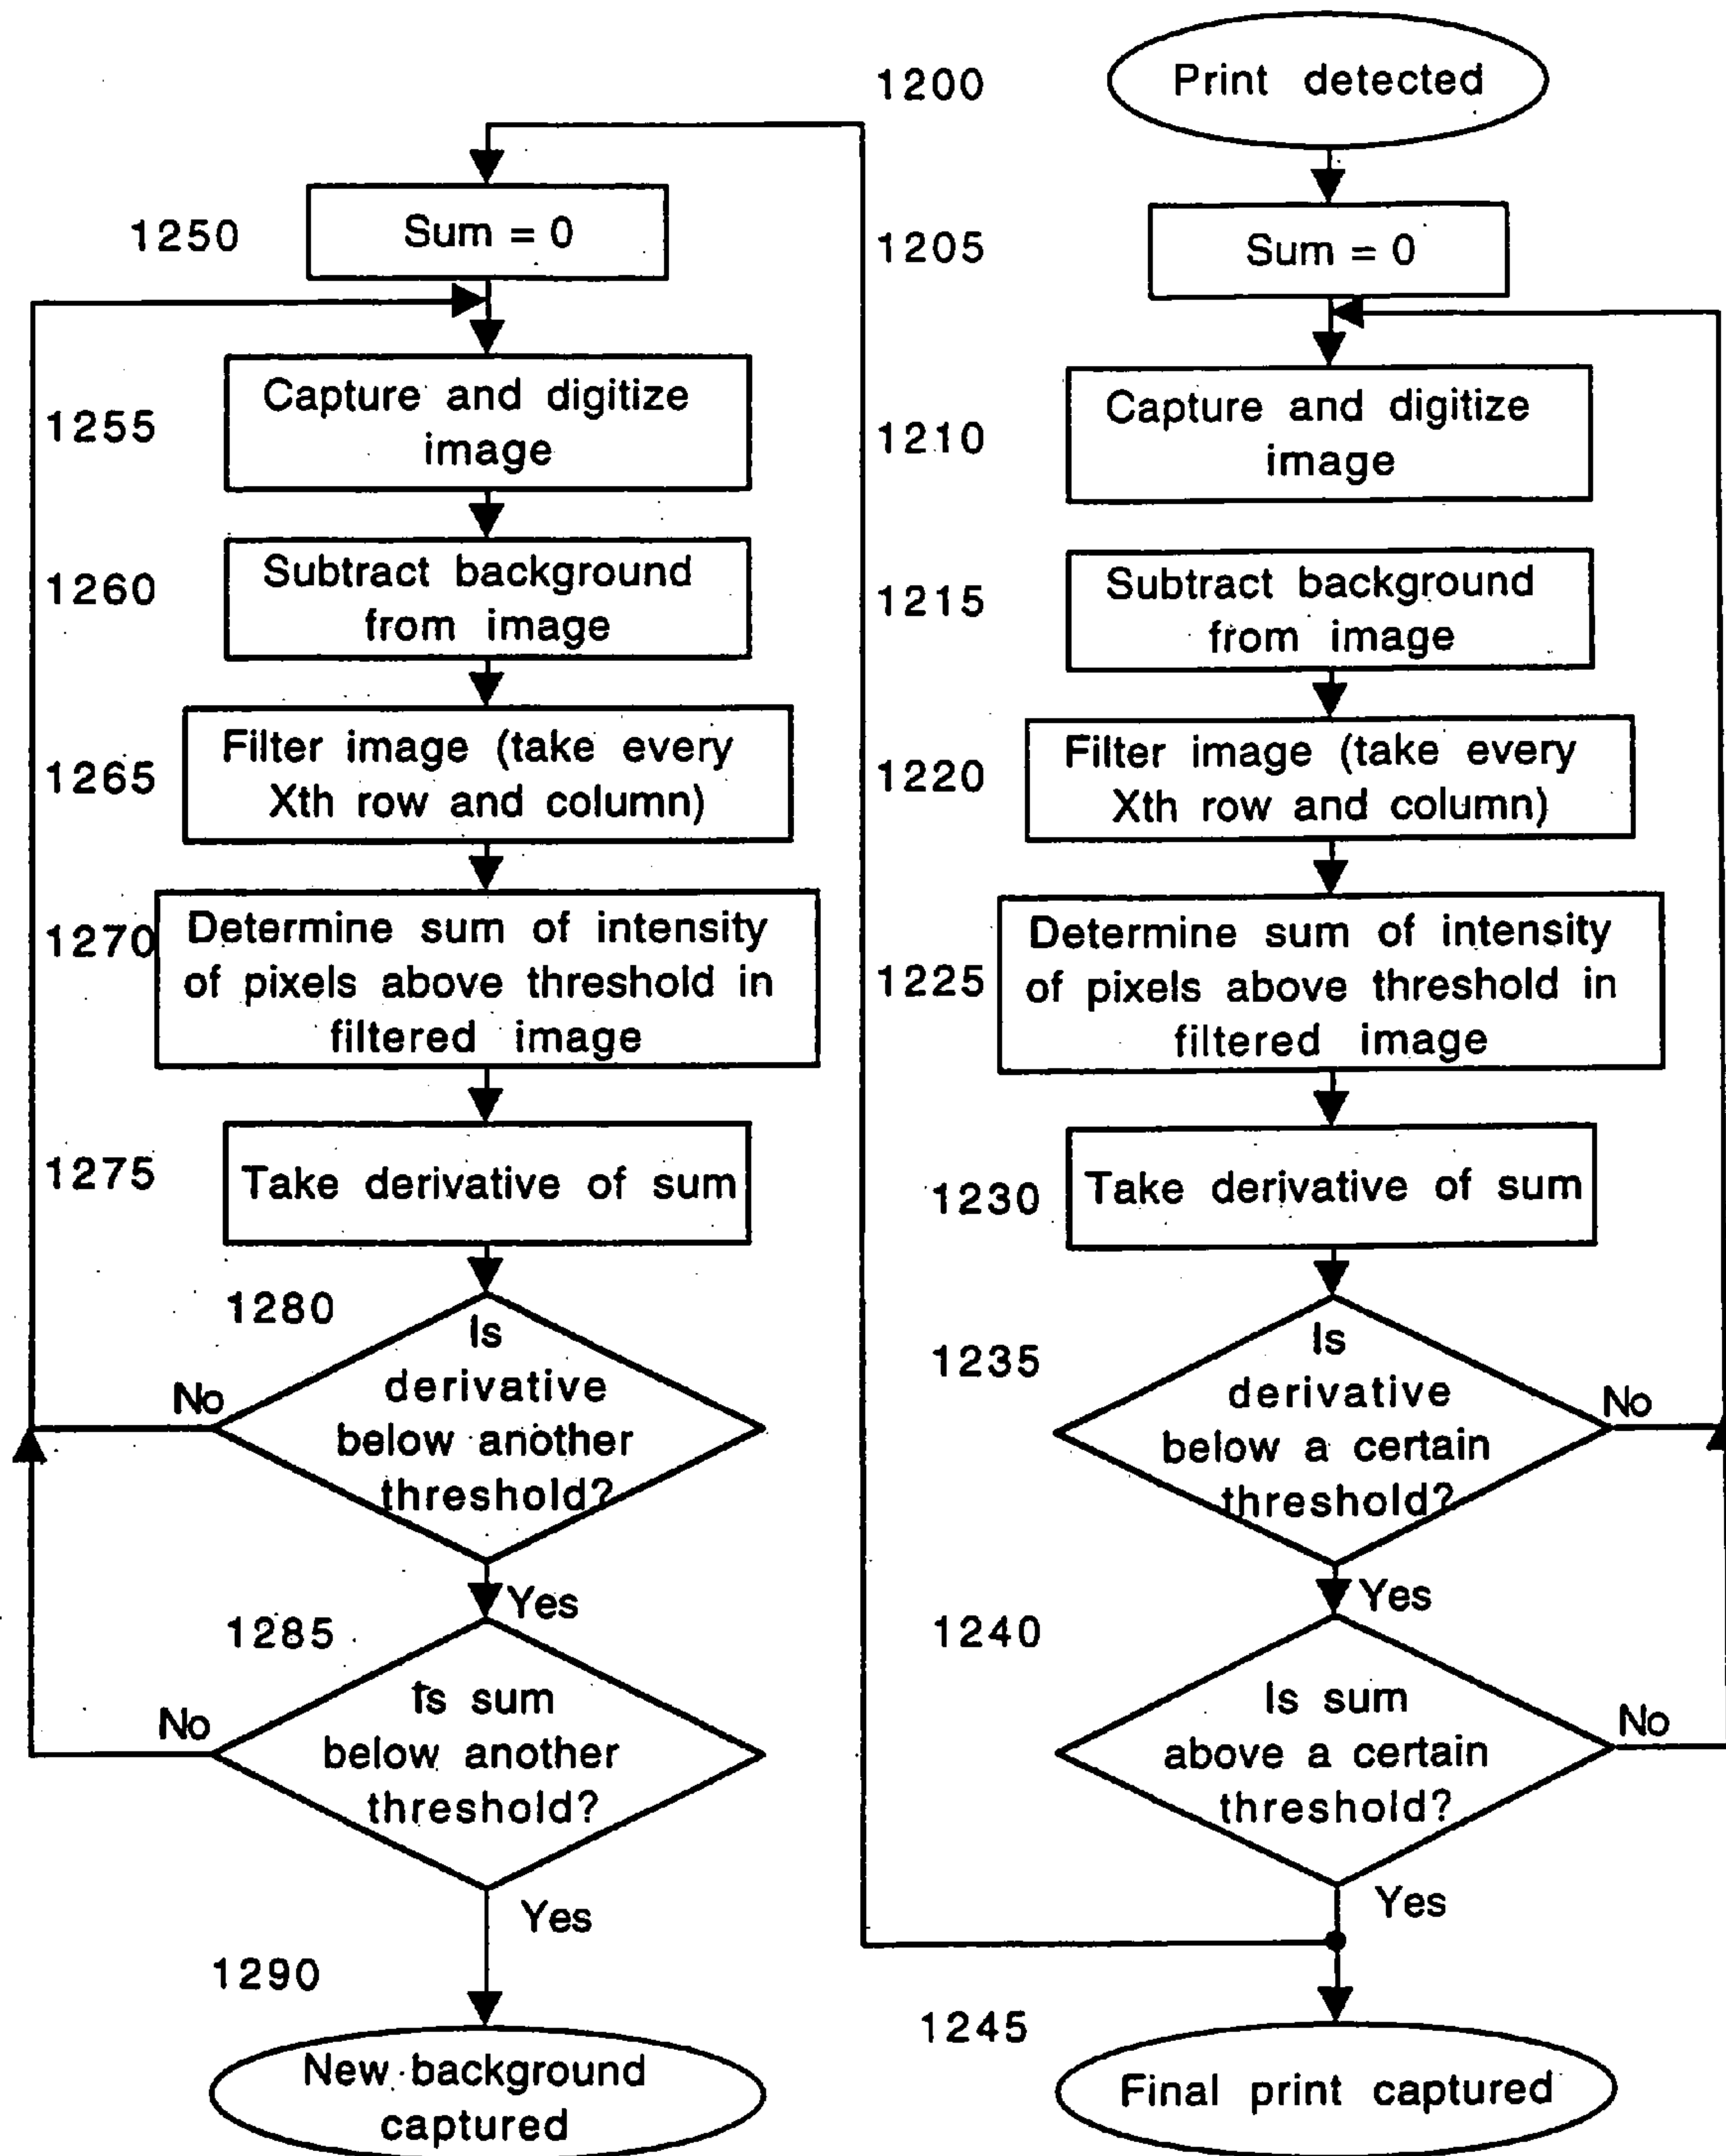 1200
Print detected
1205
Sum = 0
1210
Capture and digitize
image
1215
Subtract background
from image
1220
Filter image (take every
Xth row and column)
1225
Determine sum of intensity
of pixels above threshold in
filtered image
1230
Take derivative of sum
1235
Is
derivative
below a certain
threshold?
No
Yes
1240
Is sum
above a certain
threshold?
No
Yes
1245
Final print captured
1250
Sum = 0
1255
Capture and digitize
image
1260
Subtract background
from image
1265
Filter image (take every
Xth row and column)
1270
Determine sum of intensity
of pixels above threshold in
filtered image
1275
Take derivative of sum
1280
Is
derivative
below another
threshold?
No
Yes
1285
Is sum
below another
threshold?
No
Yes
1290
New background
captured